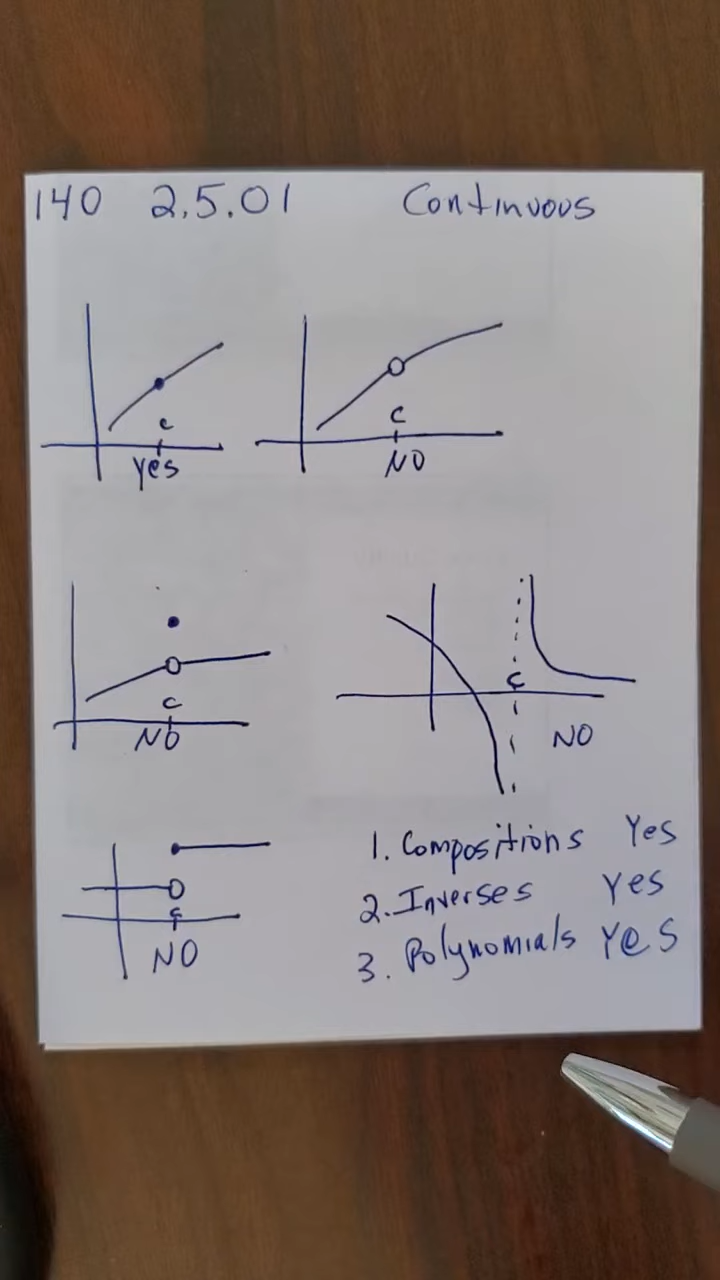 140 2.5.01 Continuous
c c
Yes NO
c c
NO NO
1. Compositions Yes
2. Inverses Yes
c
3. Polynomials Yes
NO